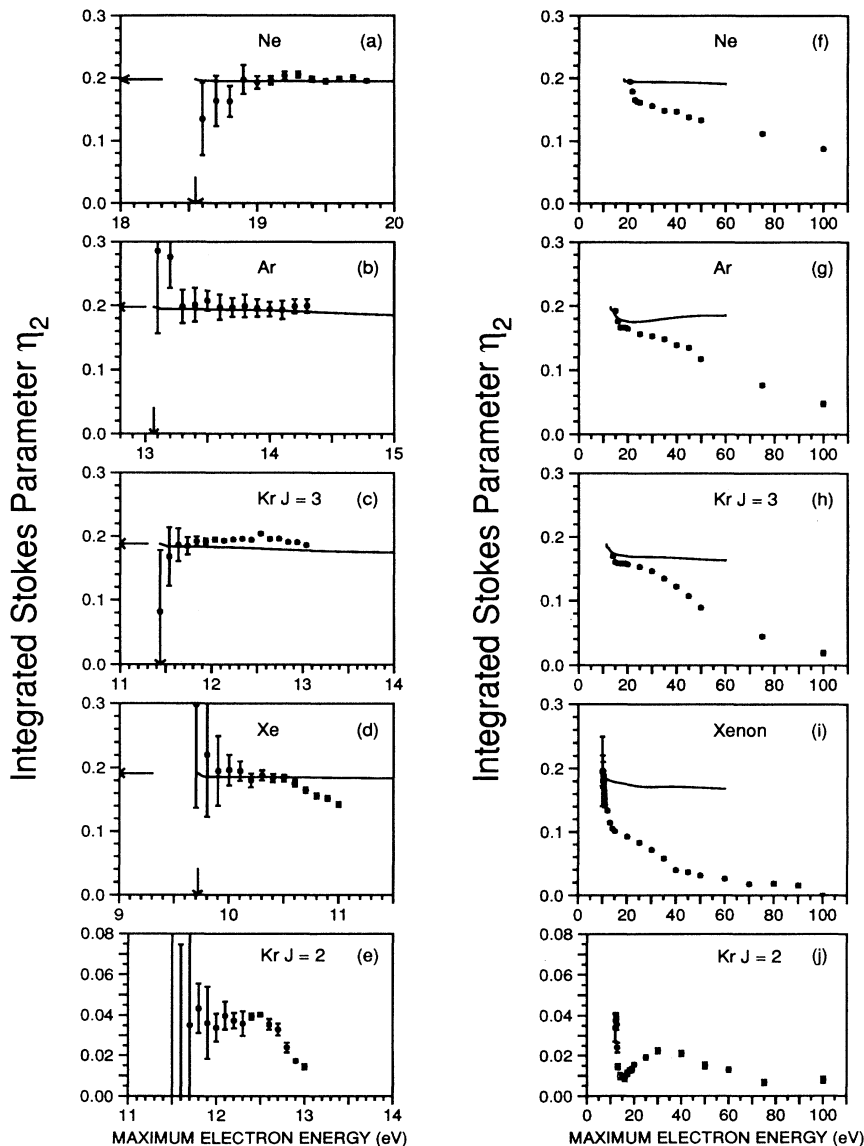 Integrated Stokes Parameter η₂
Ne (a)
0.3
0.2
0.1
0.0
18 19 20
Ar (b)
0.3
0.2
0.1
0.0
13 14 15
Kr J = 3 (c)
0.3
0.2
0.1
0.0
11 12 13 14
Xe (d)
0.3
0.2
0.1
0.0
9 10 11
Kr J = 2 (e)
0.08
0.06
0.04
0.02
0.00
11 12 13 14
MAXIMUM ELECTRON ENERGY (eV)
Integrated Stokes Parameter η₂
Ne (f)
0.3
0.2
0.1
0.0
0 20 40 60 80 100
Ar (g)
0.3
0.2
0.1
0.0
0 20 40 60 80 100
Kr J = 3 (h)
0.3
0.2
0.1
0.0
0 20 40 60 80 100
Xenon (i)
0.3
0.2
0.1
0.0
0 20 40 60 80 100
Kr J = 2 (j)
0.08
0.06
0.04
0.02
0.00
0 10 20 30 40 50 60 70 80 90 100
MAXIMUM ELECTRON ENERGY (eV)